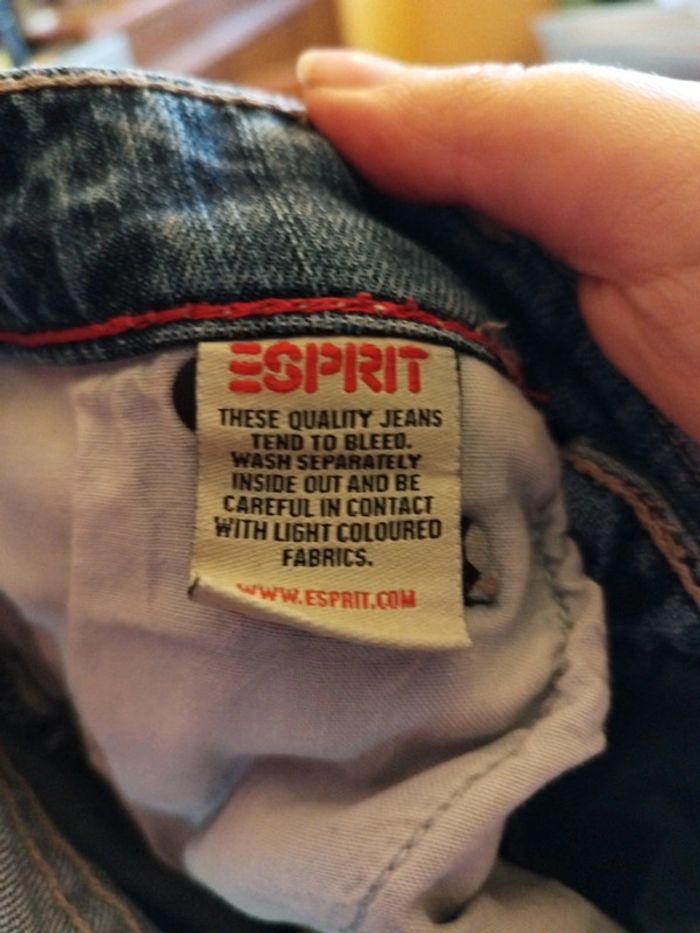 ESPRIT
THESE QUALITY JEANS
TEND TO BLEED.
WASH SEPARATELY
INSIDE OUT AND BE
CAREFUL IN CONTACT
WITH LIGHT COLOURED
FABRICS.
WWW.ESPRIT.COM